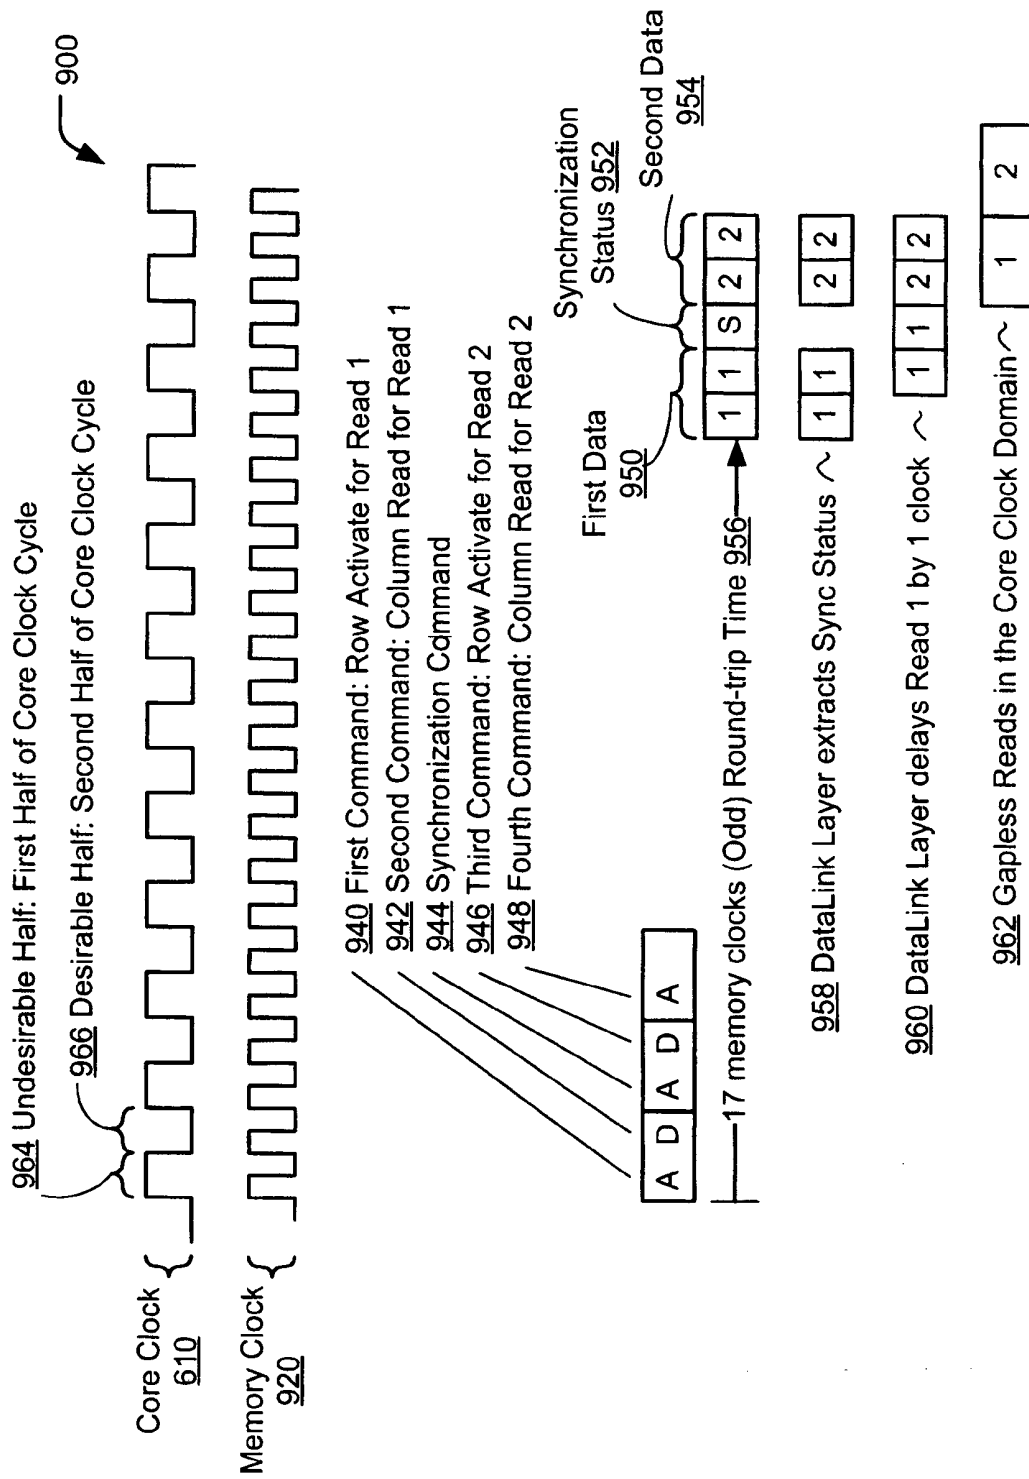 900
964 Undesirable Half: First Half of Core Clock Cycle
966 Desirable Half: Second Half of Core Clock Cycle
Core Clock
610
Memory Clock
920
940 First Command: Row Activate for Read 1
942 Second Command: Column Read for Read 1
944 Synchronization Cdmmand
946 Third Command: Row Activate for Read 2
948 Fourth Command: Column Read for Read 2
A D A D A
First Data
950
Synchronization
Status 952
Second Data
954
17 memory clocks (Odd) Round-trip Time 956
1 1 S 2 2
958 DataLink Layer extracts Sync Status
1 1 2 2
960 DataLink Layer delays Read 1 by 1 clock
1 1 2 2
962 Gapless Reads in the Core Clock Domain
1 2